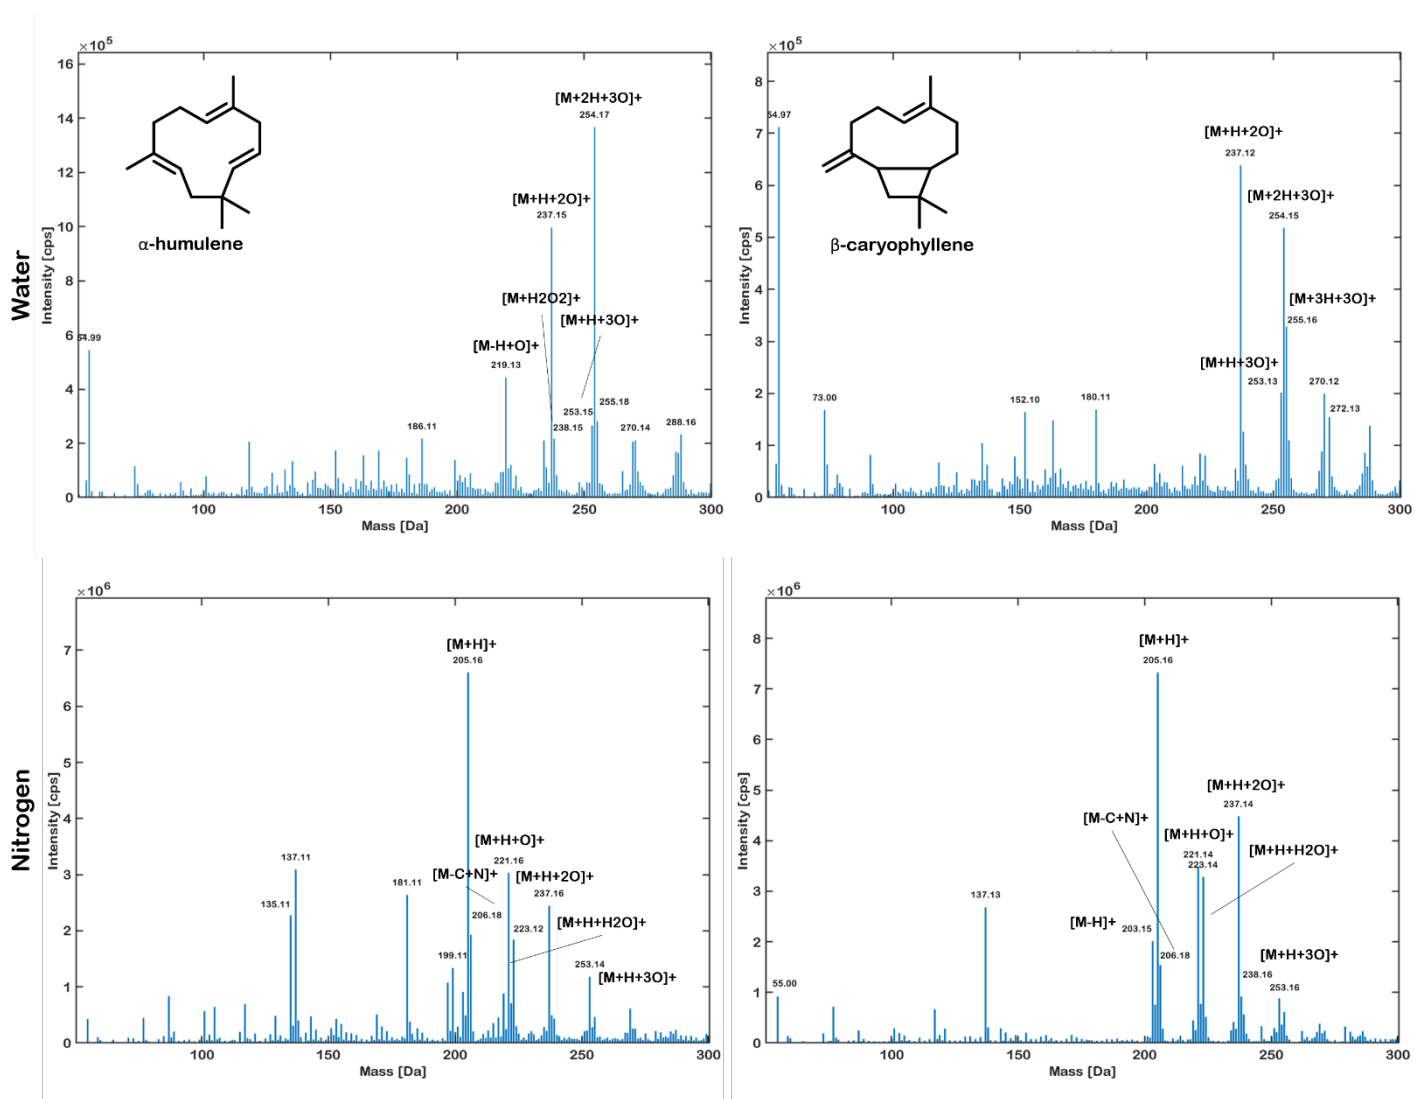 Water
×10⁵
16
14
12
10
8
6
4
2
0
Intensity [cps]
100
150
200
250
300
Mass [Da]
α-humulene
54.99
186.11
[M-H+O]+
219.13
[M+H2O2]+
[M+H+2O]+
237.15
238.15
[M+H+3O]+
253.15
[M+2H+3O]+
254.17
255.18
270.14
288.16
×10⁵
8
7
6
5
4
3
2
1
0
Intensity [cps]
100
150
200
250
300
Mass [Da]
β-caryophyllene
54.97
73.00
152.10
180.11
[M+H+2O]+
237.12
[M+2H+3O]+
254.15
[M+3H+3O]+
255.16
[M+H+3O]+
253.13
270.12
272.13
Nitrogen
×10⁶
7
6
5
4
3
2
1
0
Intensity [cps]
100
150
200
250
300
Mass [Da]
135.11
137.11
181.11
199.11
[M+H]+
205.16
[M-C+N]+
206.18
[M+H+O]+
221.16
[M+H+2O]+
237.16
223.12
[M+H+H2O]+
253.14
[M+H+3O]+
×10⁶
8
7
6
5
4
3
2
1
0
Intensity [cps]
100
150
200
250
300
Mass [Da]
55.00
137.13
[M-H]+
203.15
[M+H]+
205.16
[M-C+N]+
206.18
[M+H+O]+
221.14
223.14
[M+H+2O]+
237.14
[M+H+H2O]+
238.16
[M+H+3O]+
253.16